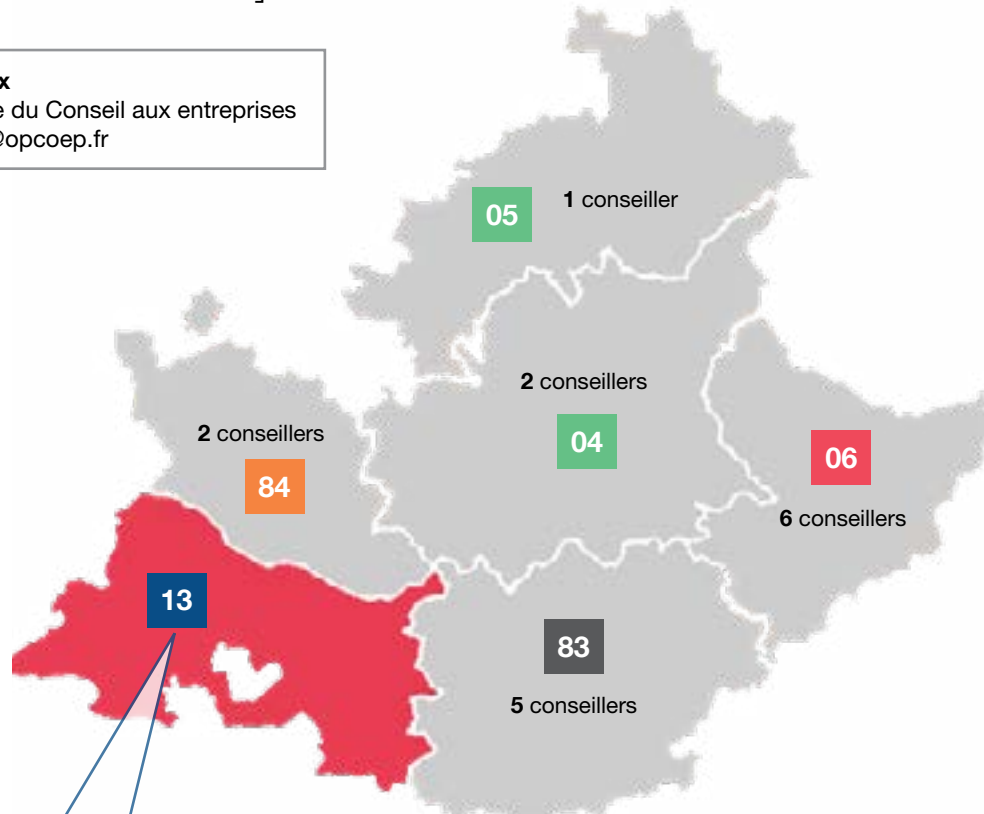 du Conseil aux entreprises
@opcoep.fr
05
1 conseiller
2 conseillers
04
2 conseillers
84
06
6 conseillers
13
83
5 conseillers